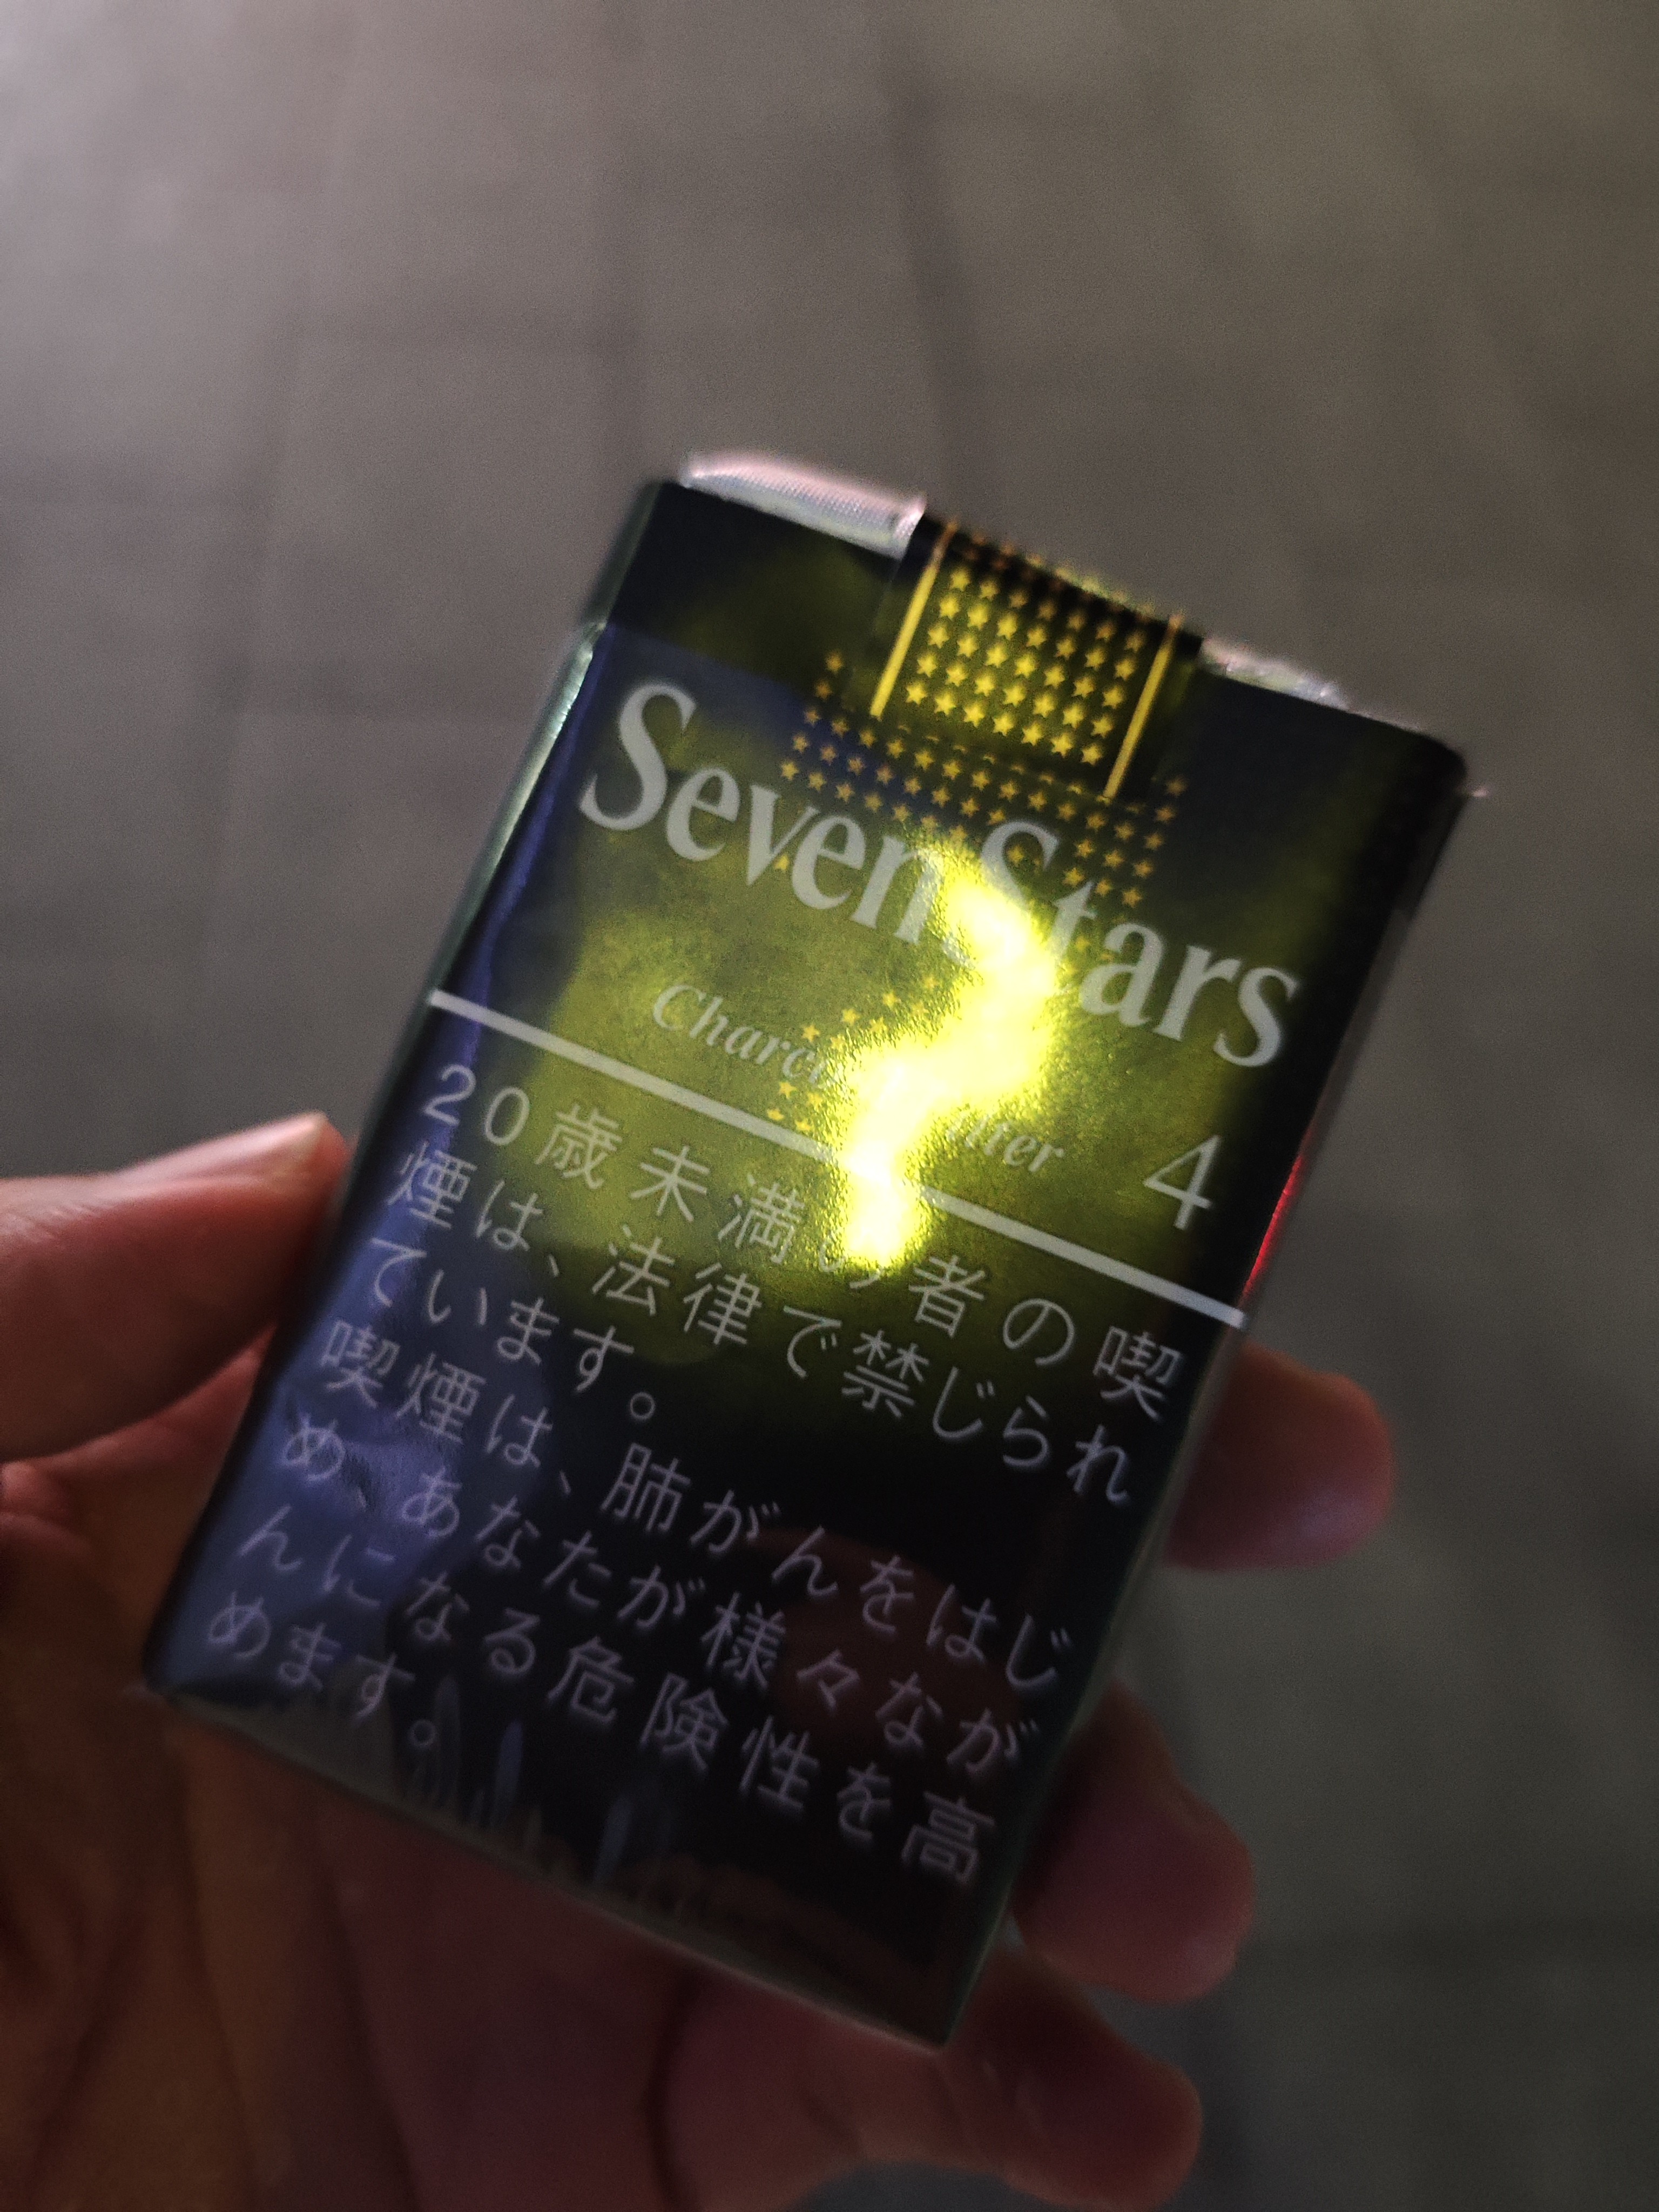 Seven Stars
Charcoal Filter
4
20歳未満の者の喫
煙は、法律で禁じられ
ています。
喫煙は、肺がんをはじ
め、あなたが様々なが
んになる危険性を高
めます。